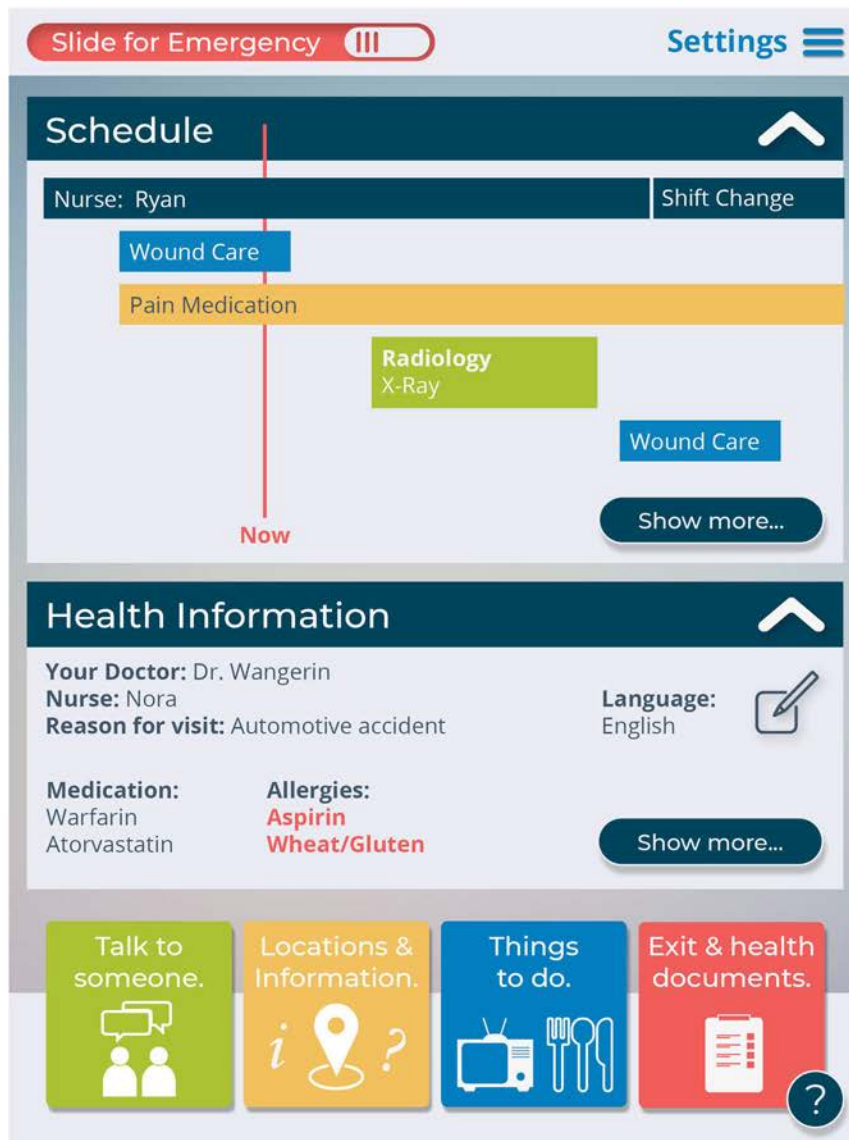 Slide for Emergency
Settings
Schedule
Nurse: Ryan
Shift Change
Wound Care
Pain Medication
Radiology
X-Ray
Wound Care
Show more...
Now
Health Information
Your Doctor: Dr. Wangerin
Nurse: Nora
Reason for visit: Automotive accident
Language:
English
Medication:
Warfarin
Atorvastatin
Allergies:
Aspirin
Wheat/Gluten
Show more...
Talk to
someone.
Locations &
Information.
i ?
Things
to do.
Exit & health
documents.
?